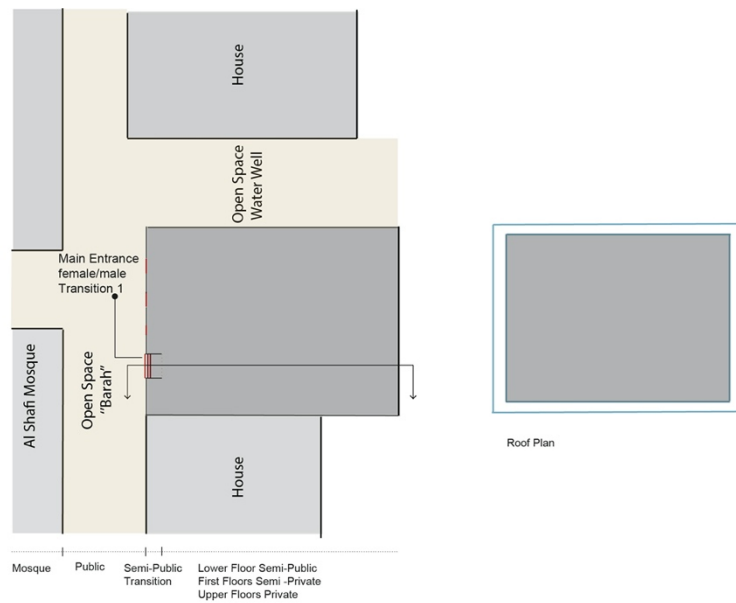 House
Open Space
Water Well
Main Entrance
female/male
Transition 1
Al Shafi Mosque
Open Space
"Barah"
House
Roof Plan
Mosque
Public
Semi-Public
Transition
Lower Floor Semi-Public
First Floors Semi -Private
Upper Floors Private